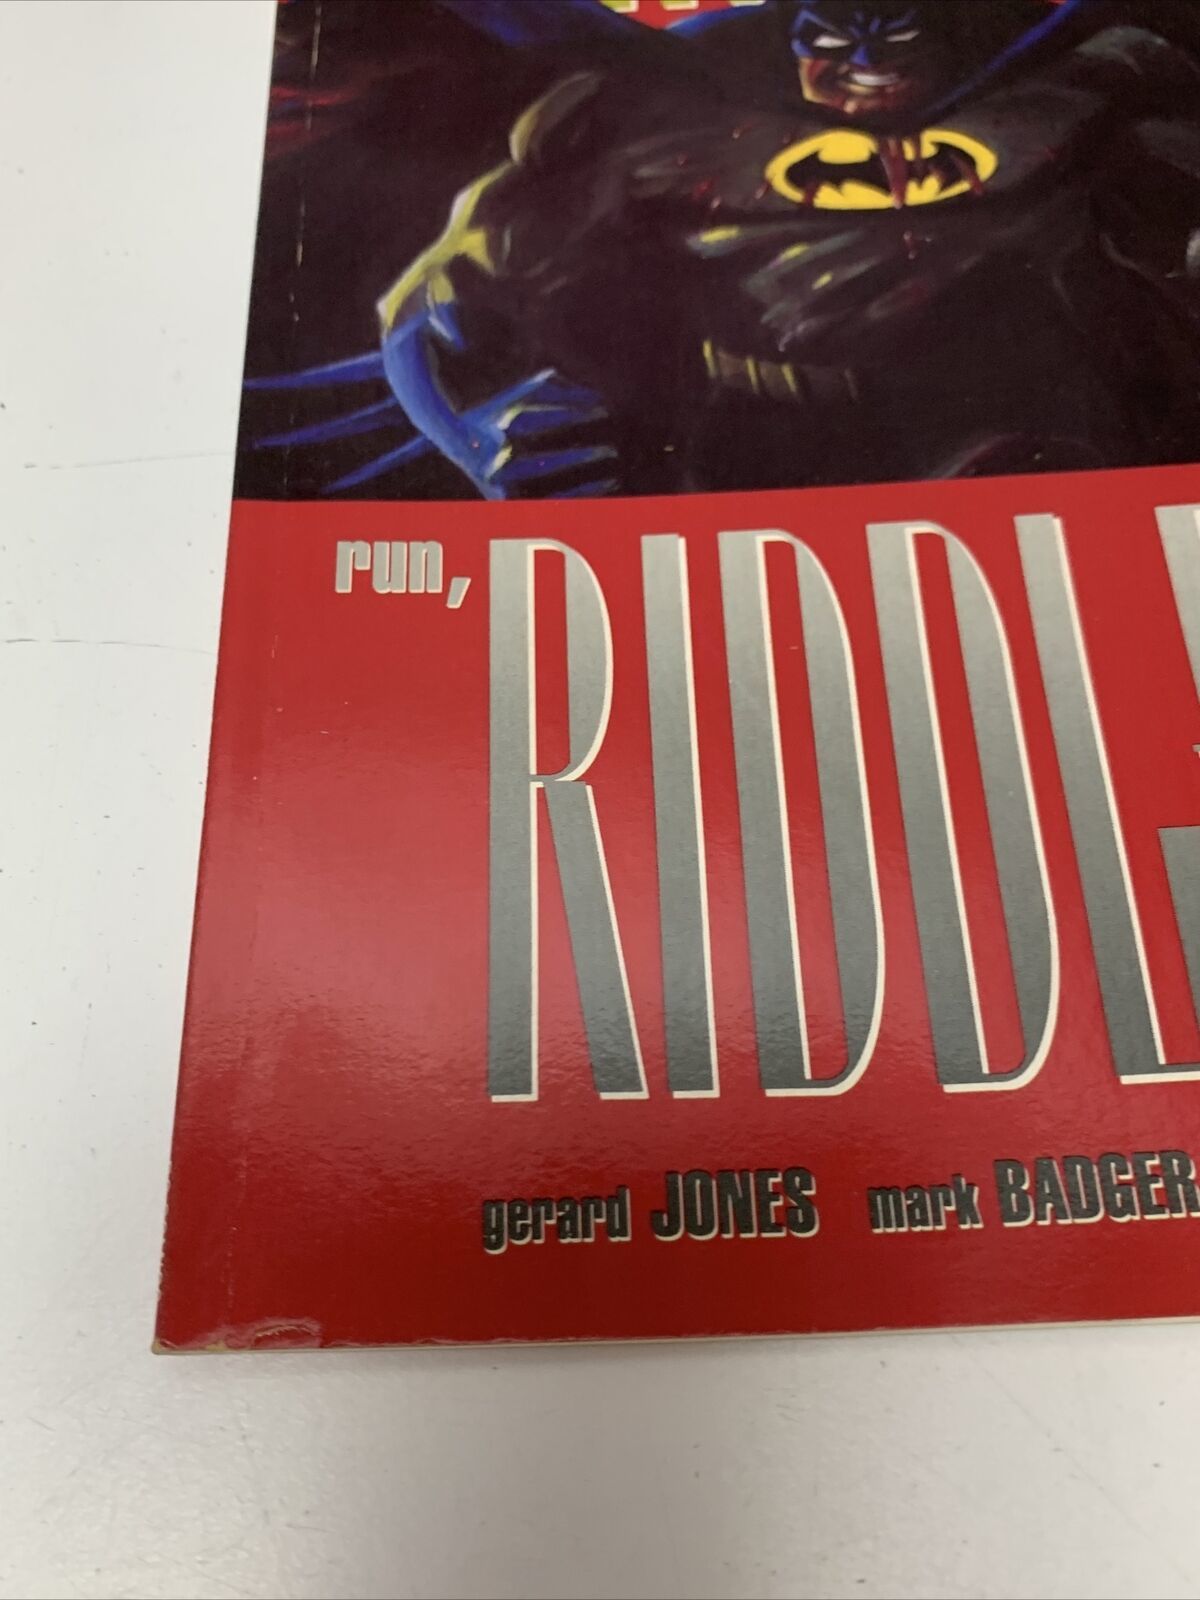 run, RIDDL
gerard JONES mark BADGER